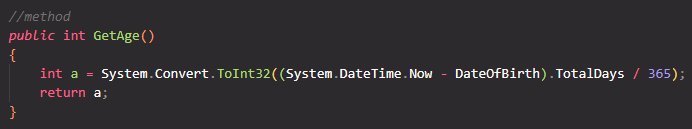 //method
public int GetAge()
{
    int a = System.Convert.ToInt32((System.DateTime.Now - DateOfBirth).TotalDays / 365);
    return a;
}